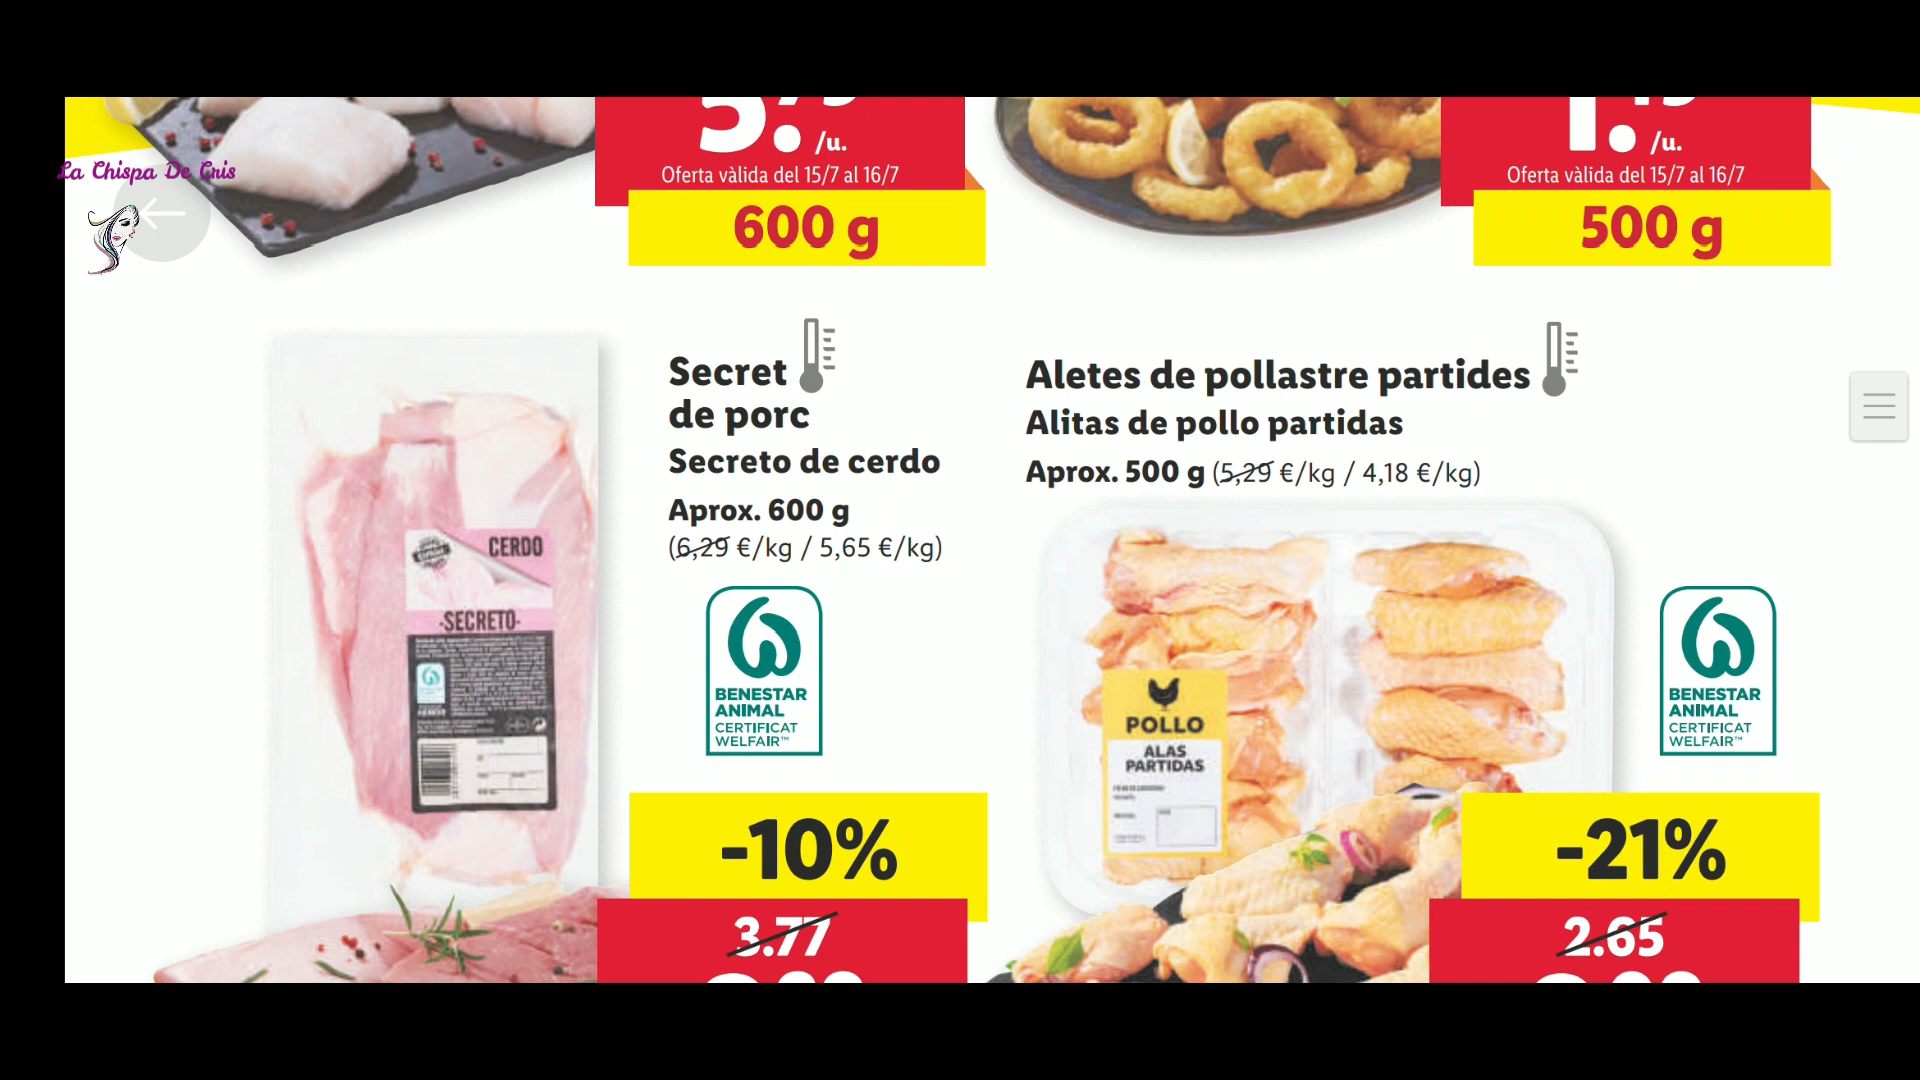 /u.
/u.
Oferta vàlida del 15/7 al 16/7
Oferta vàlida del 15/7 al 16/7
600 g
500 g
La Chispa De Cris
Secret
de porc
Secreto de cerdo
Aprox. 600 g
(6,29 €/kg / 5,65 €/kg)
Aletes de pollastre partides
Alitas de pollo partidas
Aprox. 500 g (5,29 €/kg / 4,18 €/kg)
CERDO
-SECRETO-
BENESTAR
ANIMAL
CERTIFICAT
WELFAIR™
POLLO
ALAS
PARTIDAS
BENESTAR
ANIMAL
CERTIFICAT
WELFAIR™
-10%
3.77
-21%
2.65